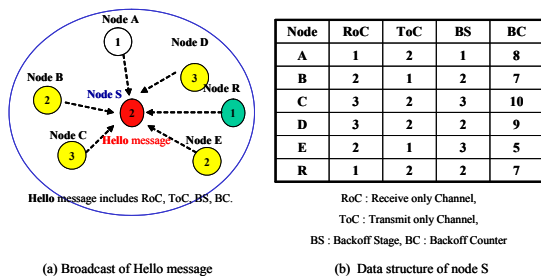 Node A
1
Node D
3
Node B
2
Node S
2
Node R
1
Hello message
Node C
3
Node E
2
Hello message includes RoC, ToC, BS, BC.
(a) Broadcast of Hello message
Node RoC ToC BS BC
A 1 2 1 8
B 2 1 2 7
C 3 2 3 10
D 3 2 2 9
E 2 1 3 5
R 1 2 2 7
RoC : Receive only Channel,
ToC : Transmit only Channel,
BS : Backoff Stage, BC : Backoff Counter
(b) Data structure of node S